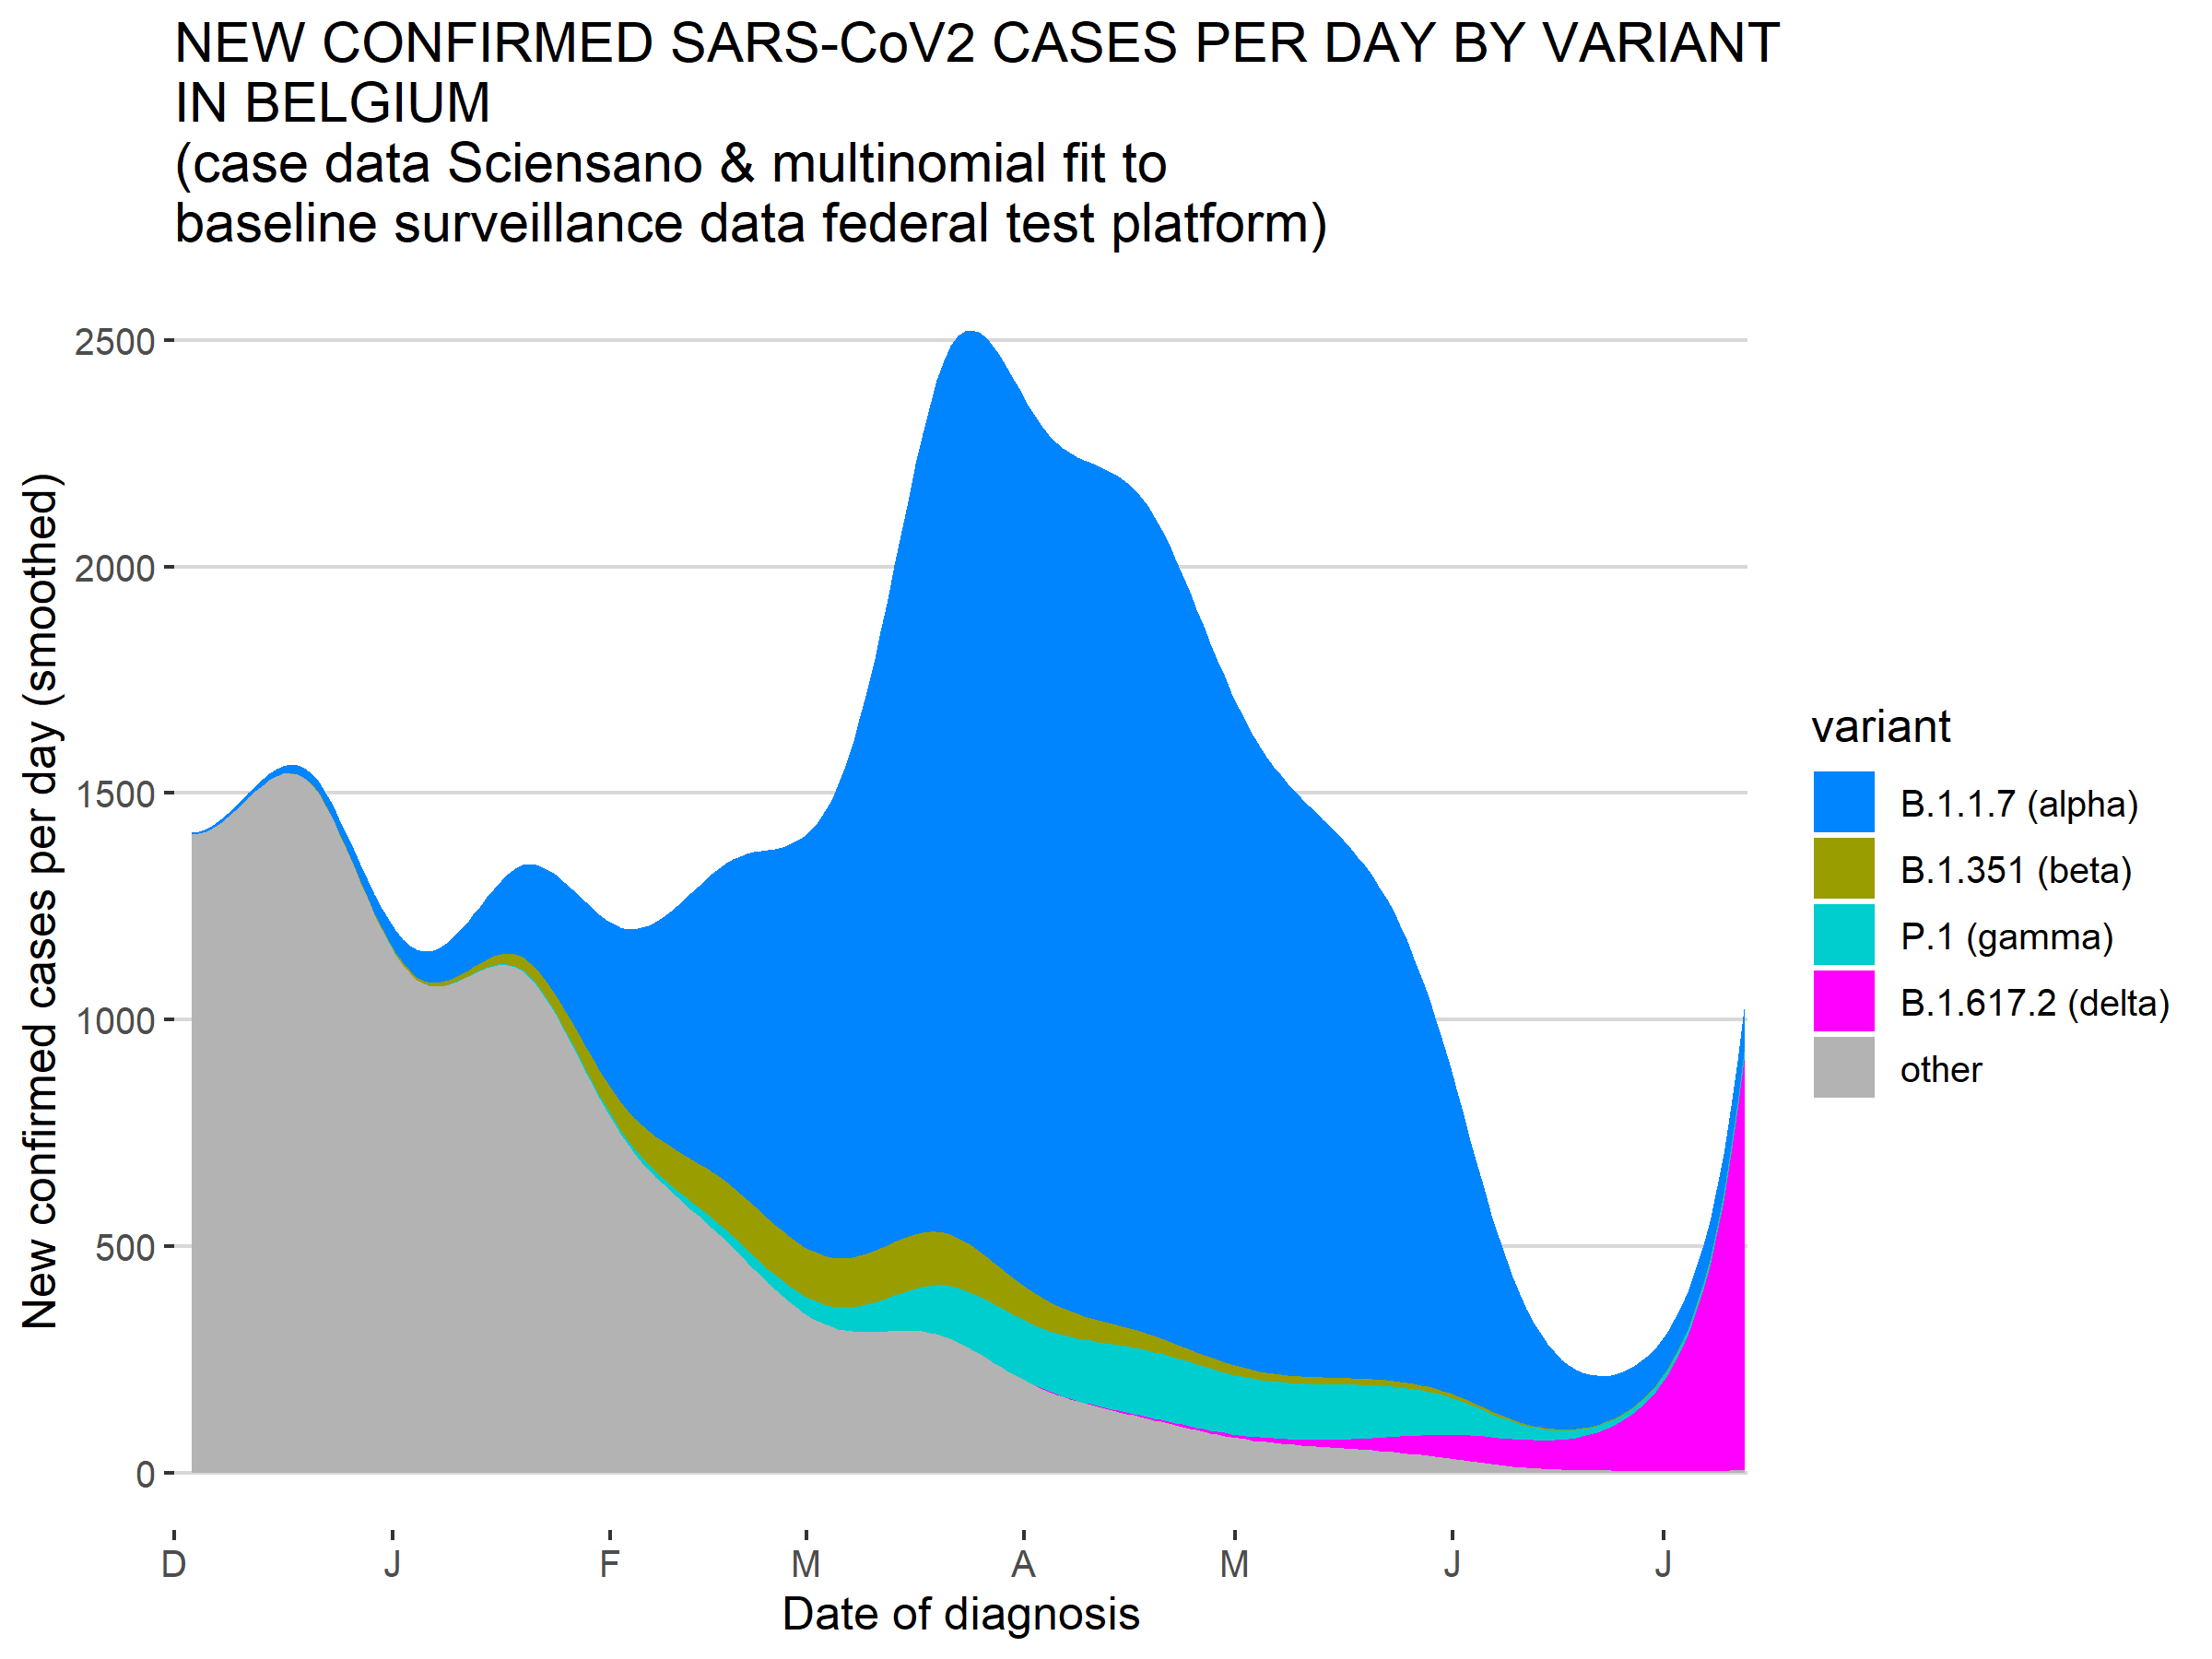 NEW CONFIRMED SARS-CoV2 CASES PER DAY BY VARIANT
IN BELGIUM
(case data Sciensano & multinomial fit to
baseline surveillance data federal test platform)
New confirmed cases per day (smoothed)
2500
2000
1500
1000
500
0
D J F M A M J J
Date of diagnosis
variant
B.1.1.7 (alpha)
B.1.351 (beta)
P.1 (gamma)
B.1.617.2 (delta)
other